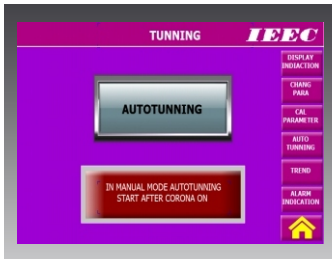 TUNNING
IEEC
DISPLAY
INDIACTION
CHANG
PARA
CAL
PARAMETER
AUTO
TUNNING
TREND
ALARM
INDICATION
AUTOTUNNING
IN MANUAL MODE AUTOTUNNING
START AFTER CORONA ON